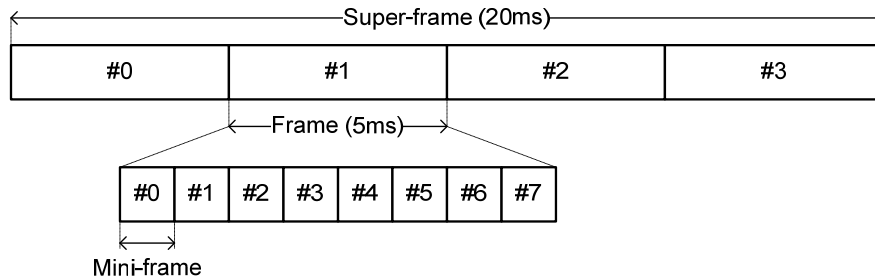 Super-frame (20ms)
#0 #1 #2 #3
Frame (5ms)
#0 #1 #2 #3 #4 #5 #6 #7
Mini-frame